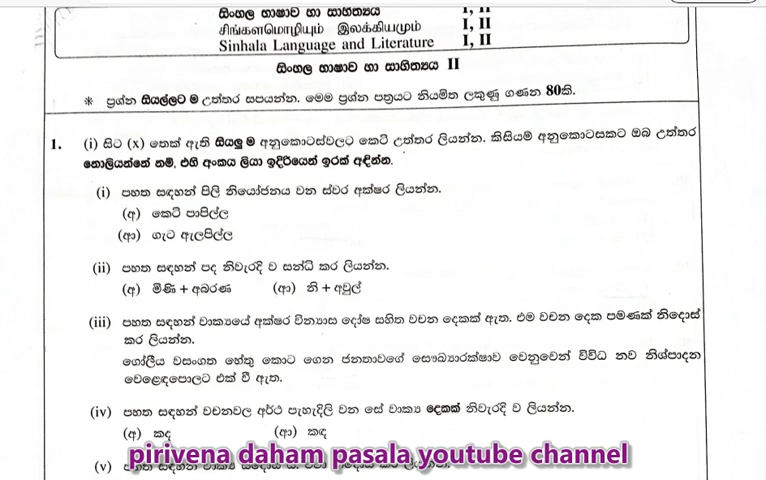 සිංහල භාෂාව හා සාහිත්‍යය I, II
சிங்களமொழியும் இலக்கியமும் I, II
Sinhala Language and Literature I, II
සිංහල භාෂාව හා සාහිත්‍යය II
* ප්‍රශ්න සියල්ලට ම උත්තර සපයන්න. මෙම ප්‍රශ්න පත්‍රයට නියමිත ලකුණු ගණන 80කි.
1. (i) සිට (x) තෙක් ඇති සියලු ම අනුකොටස්වලට කෙටි උත්තර ලියන්න. කිසියම් අනුකොටසකට ඔබ උත්තර
නොලියන්නේ නම්, එහි අංකය ලියා ඉදිරියෙන් ඉරක් අඳින්න.
(i) පහත සඳහන් පිලි නියෝජනය වන ස්වර අක්ෂර ලියන්න.
(අ) කෙටි පාපිල්ල
(ආ) ගැට ඇලපිල්ල
(ii) පහත සඳහන් පද නිවැරදි ව සන්ධි කර ලියන්න.
(අ) මිණි + අබරණ (ආ) නි + අවුල්
(iii) පහත සඳහන් වාක්‍යයේ අක්ෂර වින්‍යාස දෝෂ සහිත වචන දෙකක් ඇත. එම වචන දෙක පමණක් නිදොස්
කර ලියන්න.
ගෝලීය වසංගත හේතු කොට ගෙන ජනතාවගේ සෞඛ්‍යාරක්ෂාව වෙනුවෙන් විවිධ නව නිශ්පාදන
වෙළෙඳපොලට එක් වී ඇත.
(iv) පහත සඳහන් වචනවල අර්ථ පැහැදිලි වන සේ වාක්‍ය දෙකක් නිවැරදි ව ලියන්න.
(අ) කද (ආ) කඳ
pirivena daham pasala youtube channel
(v) පහත සඳහන්